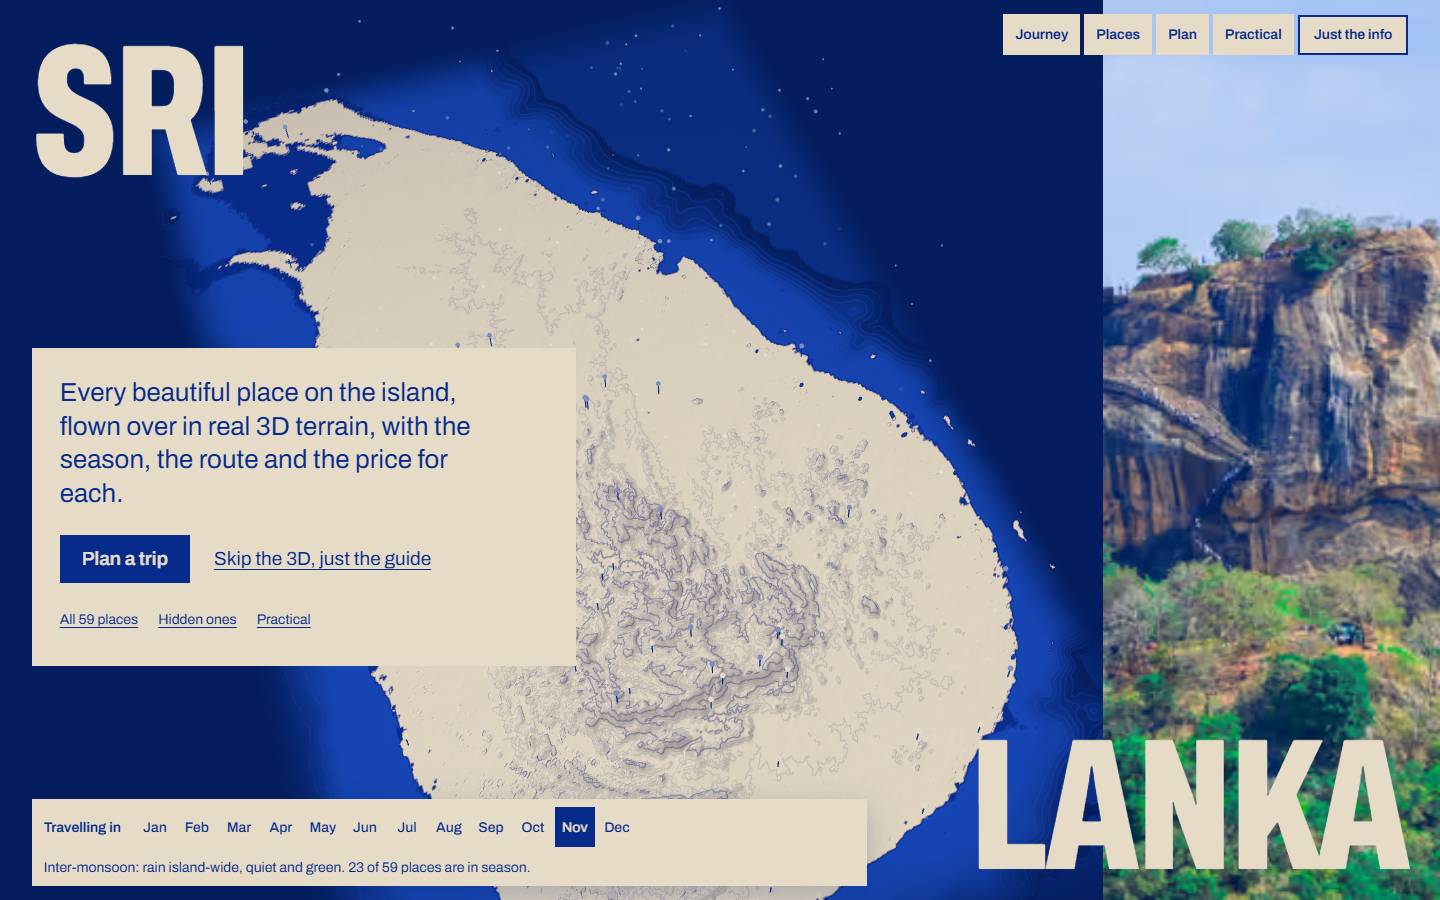 SRI
Journey
Places
Plan
Practical
Just the info
Every beautiful place on the island,
flown over in real 3D terrain, with the
season, the route and the price for
each.
Plan a trip
Skip the 3D, just the guide
All 59 places
Hidden ones
Practical
LANKA
Travelling in Jan Feb Mar Apr May Jun Jul Aug Sep Oct Nov Dec
Inter-monsoon: rain island-wide, quiet and green. 23 of 59 places are in season.